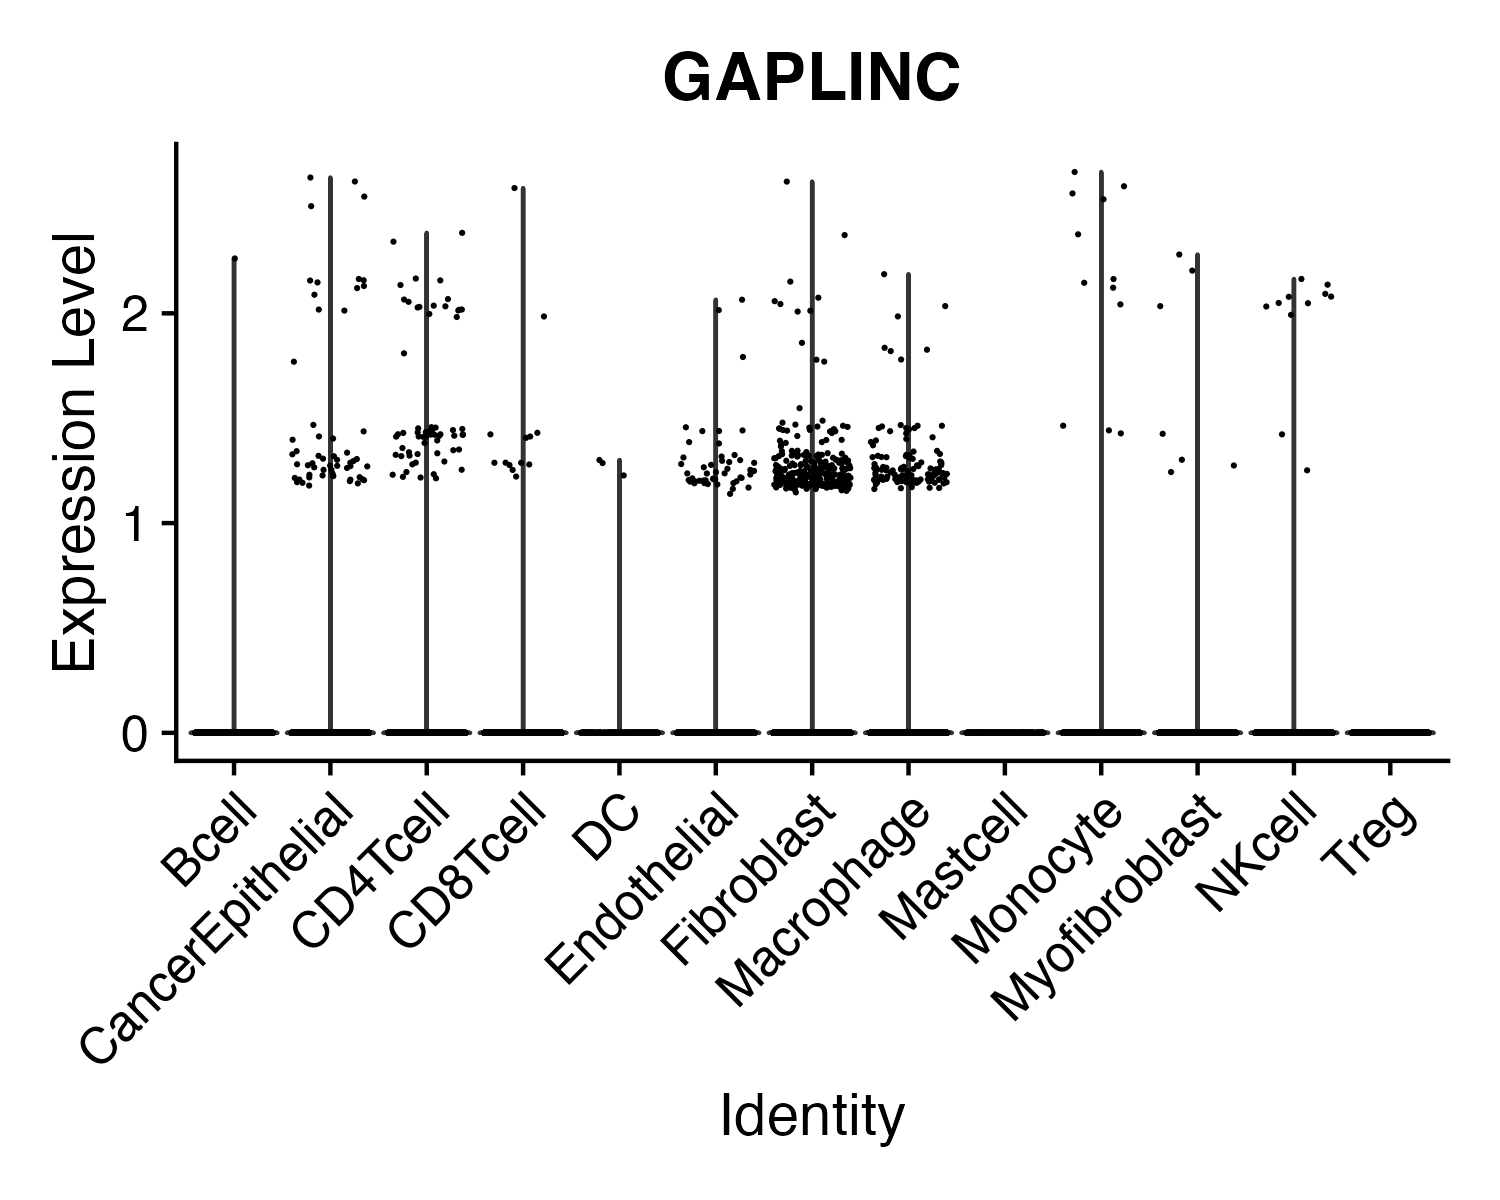 GAPLINC
Expression Level
2
1
0
Bcell
CancerEpithelial
CD4Tcell
CD8Tcell
DC
Endothelial
Fibroblast
Macrophage
Mastcell
Monocyte
Myofibroblast
NKcell
Treg
Identity